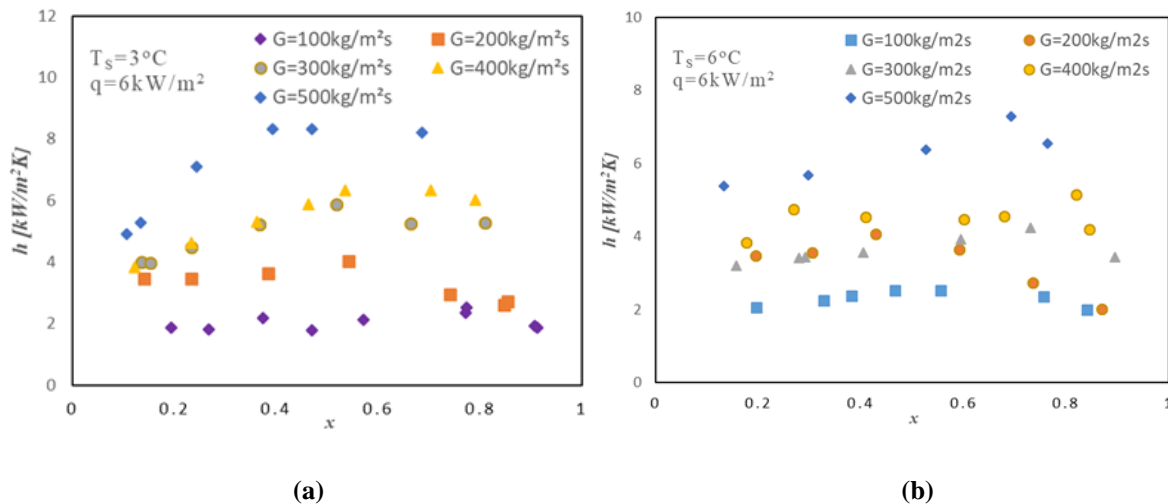 12
10
8
6
4
2
0
h [kW/m²K]
Tₛ=3°C
q=6kW/m²
G=100kg/m²s
G=200kg/m²s
G=300kg/m²s
G=400kg/m²s
G=500kg/m²s
0
0.2
0.4
0.6
0.8
1
x
(a)
10
8
6
4
2
0
h [kW/m²K]
Tₛ=6°C
q=6kW/m²
G=100kg/m2s
G=200kg/m2s
G=300kg/m2s
G=400kg/m2s
G=500kg/m2s
0
0.2
0.4
0.6
0.8
1
x
(b)